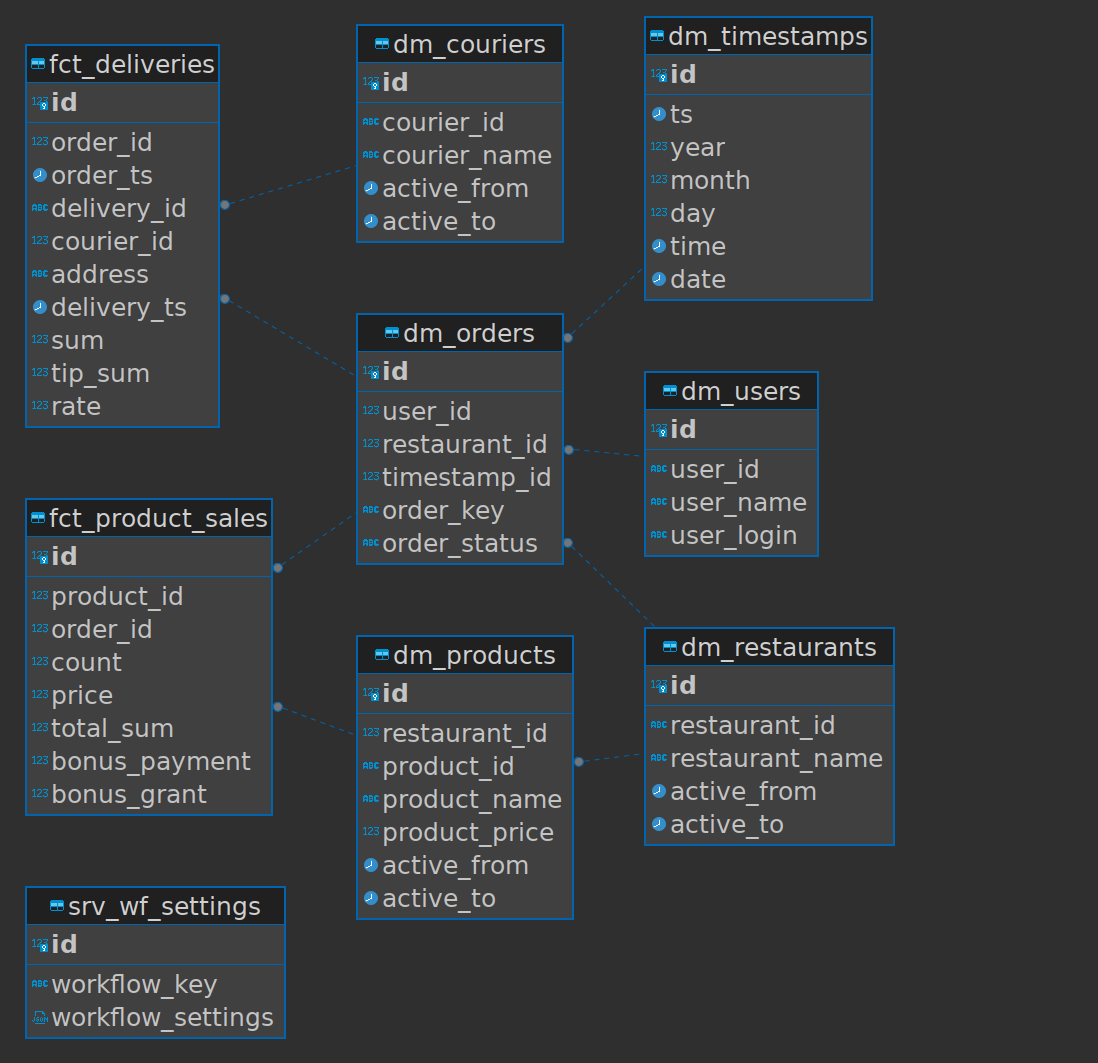 fct_deliveries
id
order_id
order_ts
delivery_id
courier_id
address
delivery_ts
sum
tip_sum
rate
dm_couriers
id
courier_id
courier_name
active_from
active_to
dm_timestamps
id
ts
year
month
day
time
date
dm_orders
id
user_id
restaurant_id
timestamp_id
order_key
order_status
dm_users
id
user_id
user_name
user_login
fct_product_sales
id
product_id
order_id
count
price
total_sum
bonus_payment
bonus_grant
dm_products
id
restaurant_id
product_id
product_name
product_price
active_from
active_to
dm_restaurants
id
restaurant_id
restaurant_name
active_from
active_to
srv_wf_settings
id
workflow_key
workflow_settings